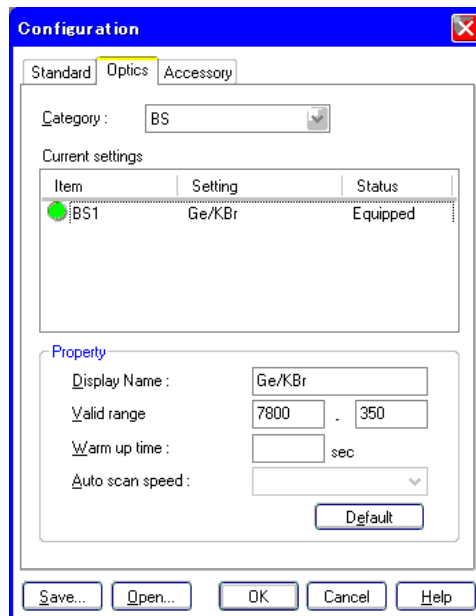 Configuration
Standard Optics Accessory
Category : BS
Current settings
Item Setting Status
BS1 Ge/KBr Equipped
Property
Display Name : Ge/KBr
Valid range 7800 - 350
Warm up time : sec
Auto scan speed :
Default
Save... Open... OK Cancel Help